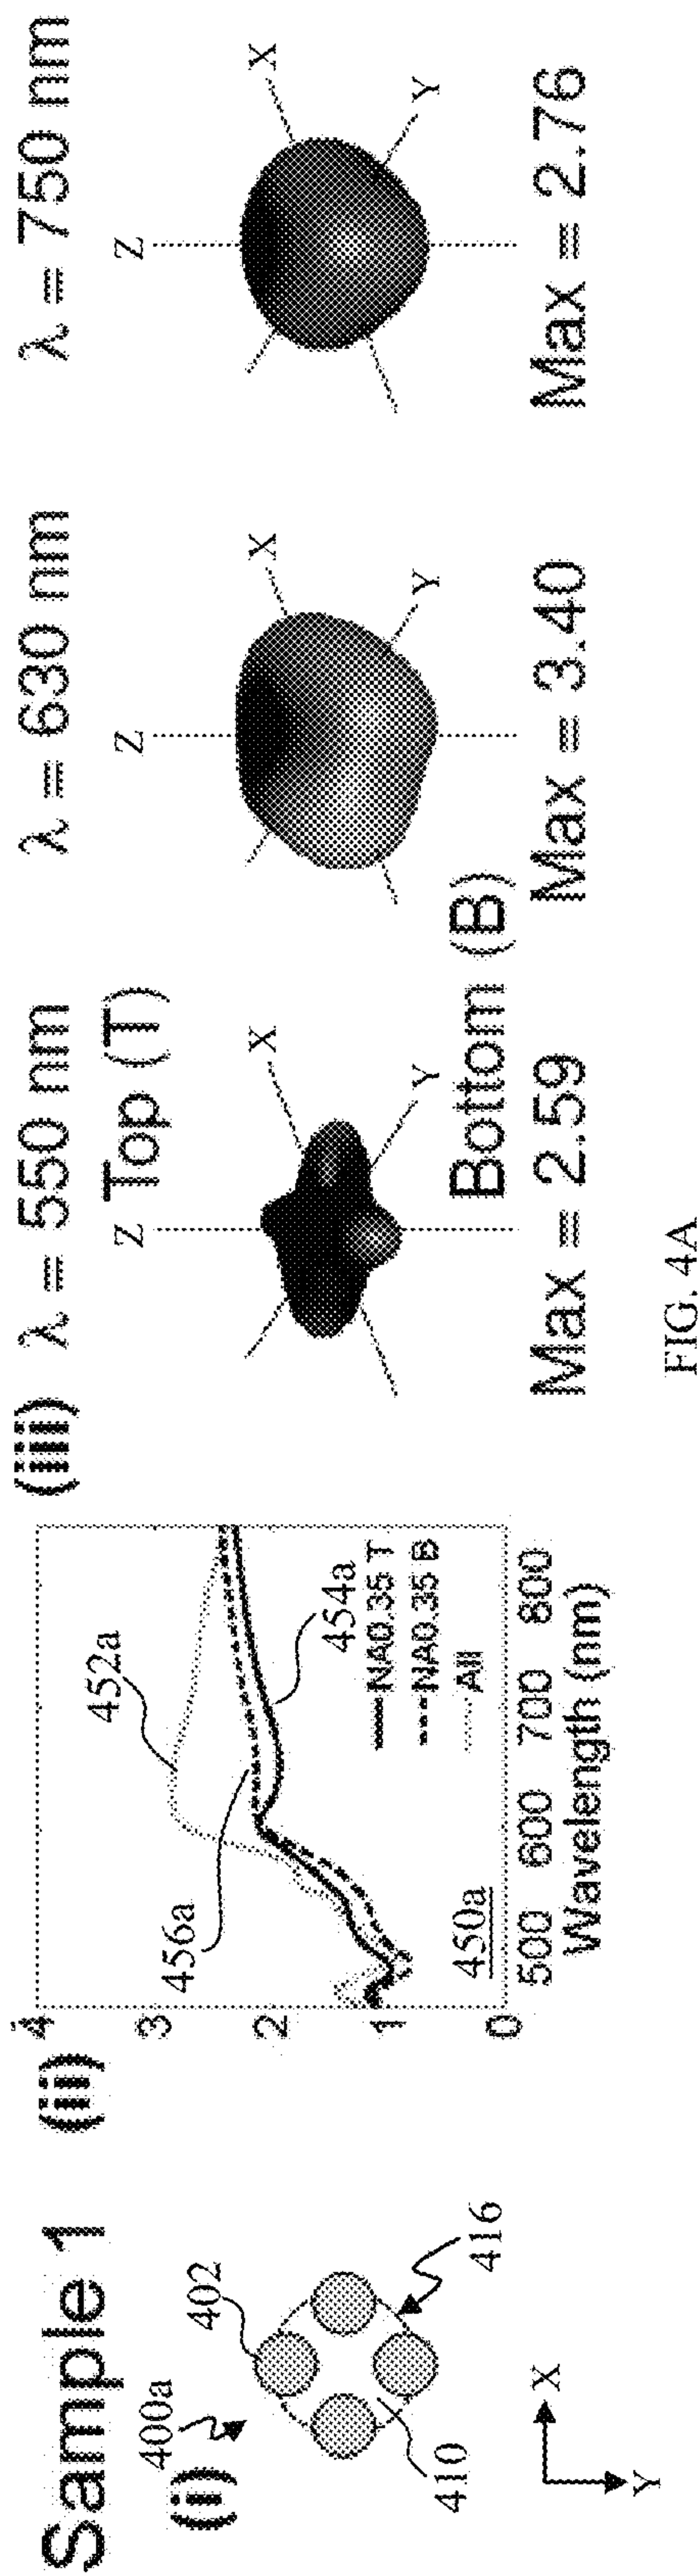 Sample 1
(i)
400a
402
410
416
X
Y
(ii)
4
3
2
1
0
452a
456a
454a
NA0.35 T
NA0.35 B
All
450a
500 600 700 800
Wavelength (nm)
(iii)
λ = 550 nm
Top (T)
Z
X
Y
Bottom (B)
Max = 2.59
λ = 630 nm
Z
X
Y
Max = 3.40
λ = 750 nm
Z
X
Y
Max = 2.76
FIG. 4A